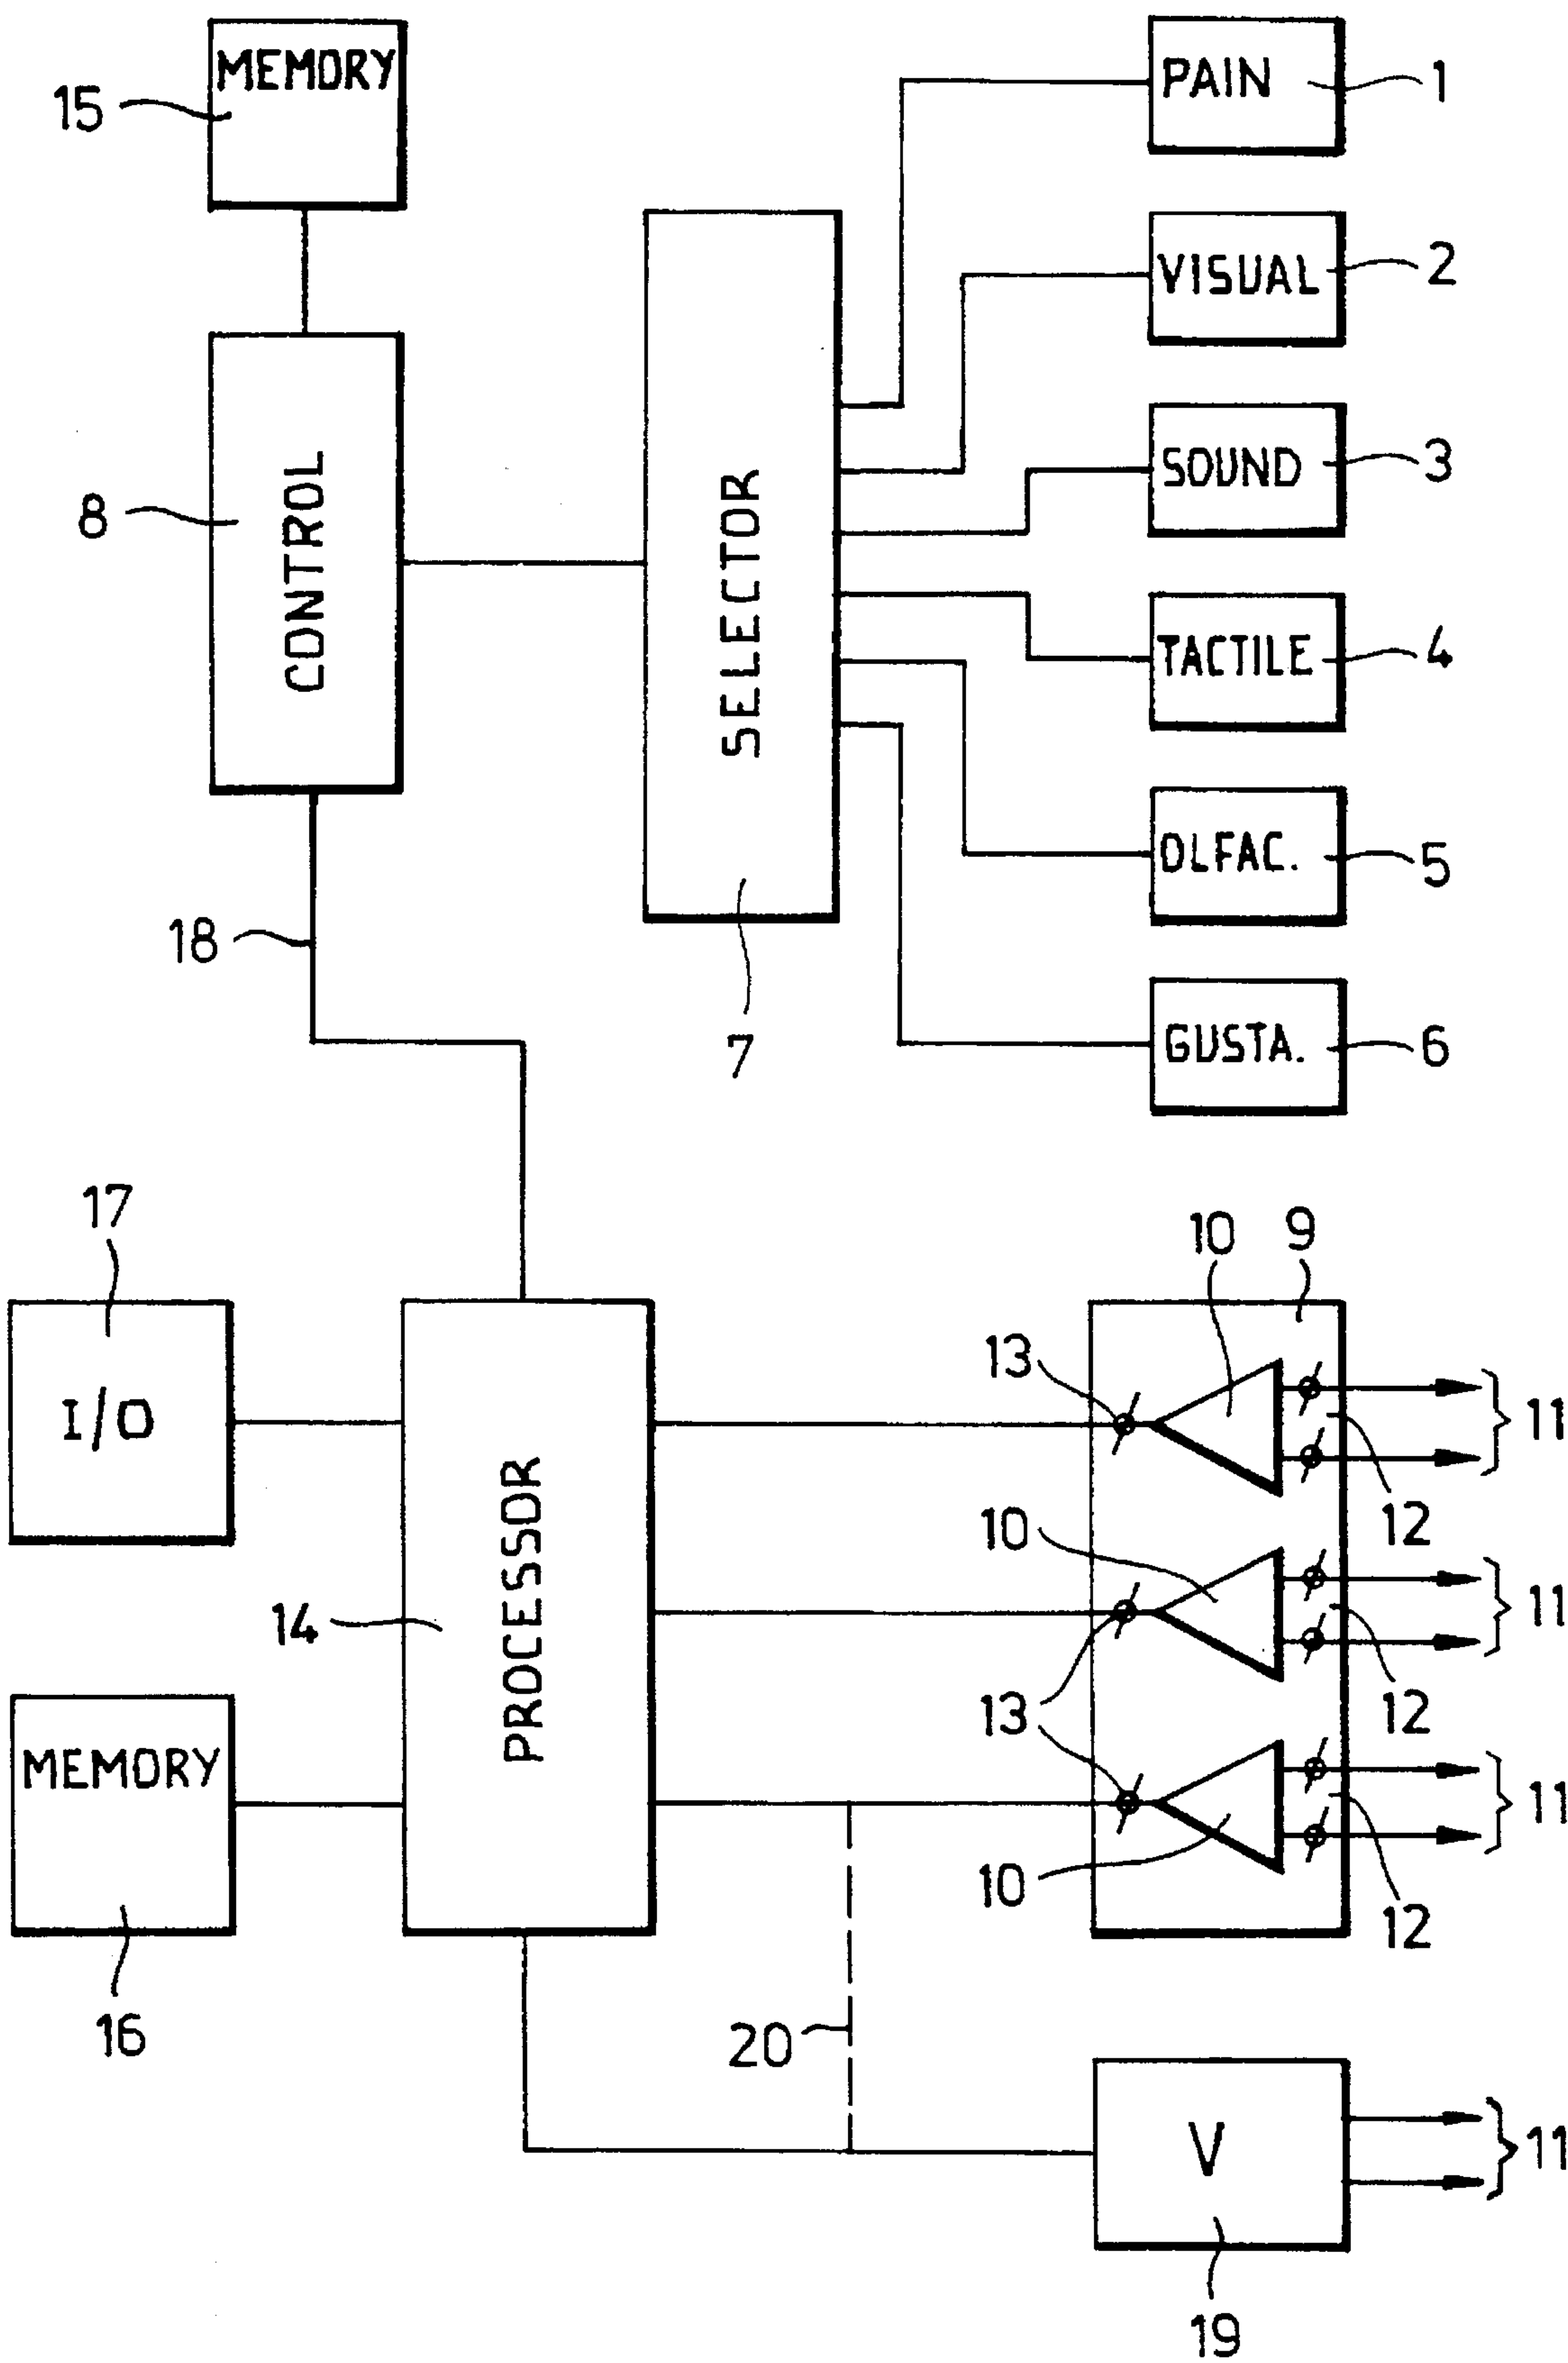 MEMORY
15
PAIN
1
VISUAL
2
SOUND
3
CONTROL
8
SELECTOR
7
TACTILE
4
OLFAC.
5
GUSTA.
6
18
17
I/O
10
9
13
11
12
PROCESSOR
14
10
11
12
13
MEMORY
16
11
10
12
20
V
11
19